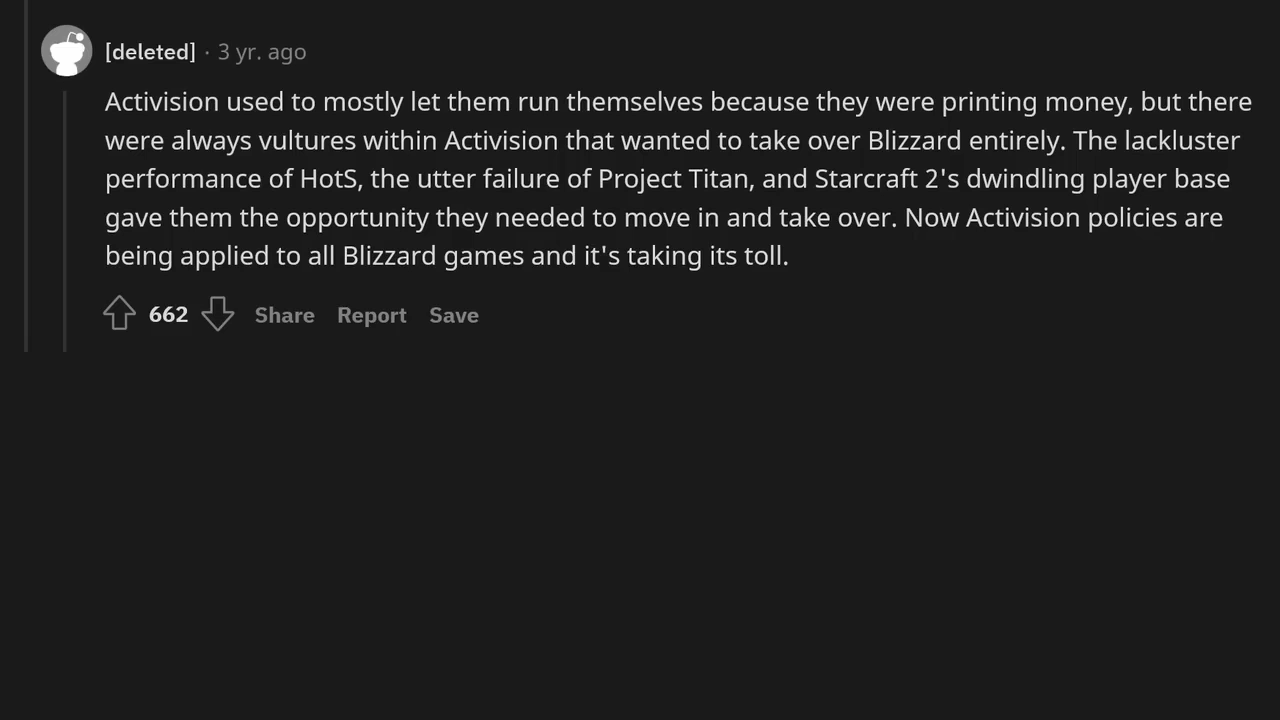 [deleted] · 3 yr. ago
Activision used to mostly let them run themselves because they were printing money, but there
were always vultures within Activision that wanted to take over Blizzard entirely. The lackluster
performance of HotS, the utter failure of Project Titan, and Starcraft 2's dwindling player base
gave them the opportunity they needed to move in and take over. Now Activision policies are
being applied to all Blizzard games and it's taking its toll.
662 Share Report Save